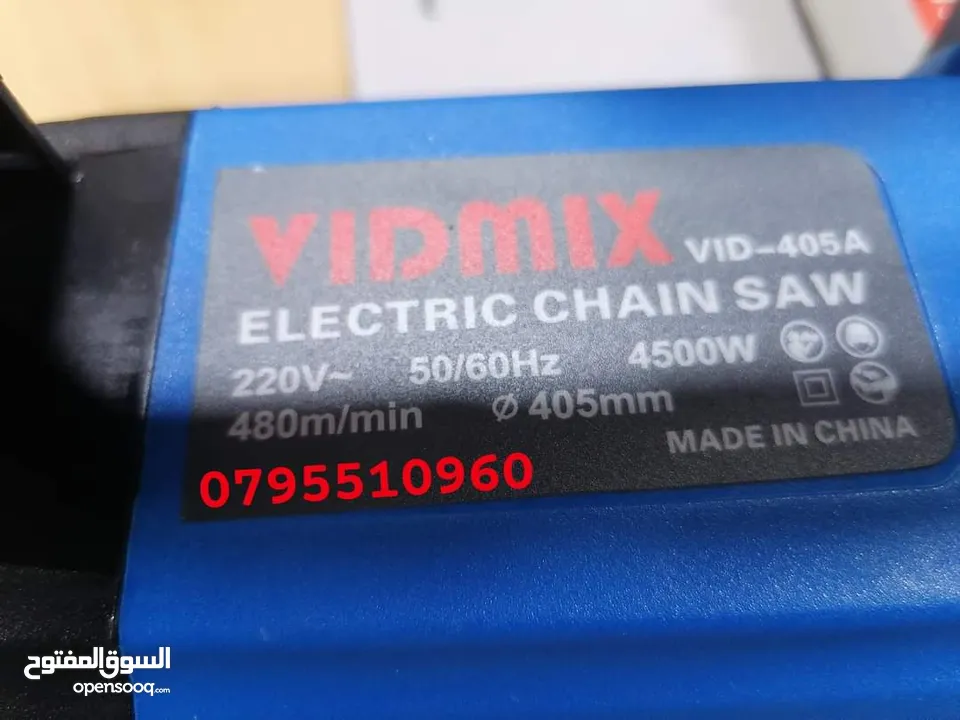 VIDMIX VID-405A
ELECTRIC CHAIN SAW
220V~ 50/60Hz 4500W
480m/min Ø 405mm
MADE IN CHINA
0795510960
السوق المفتوح
opensooq.com